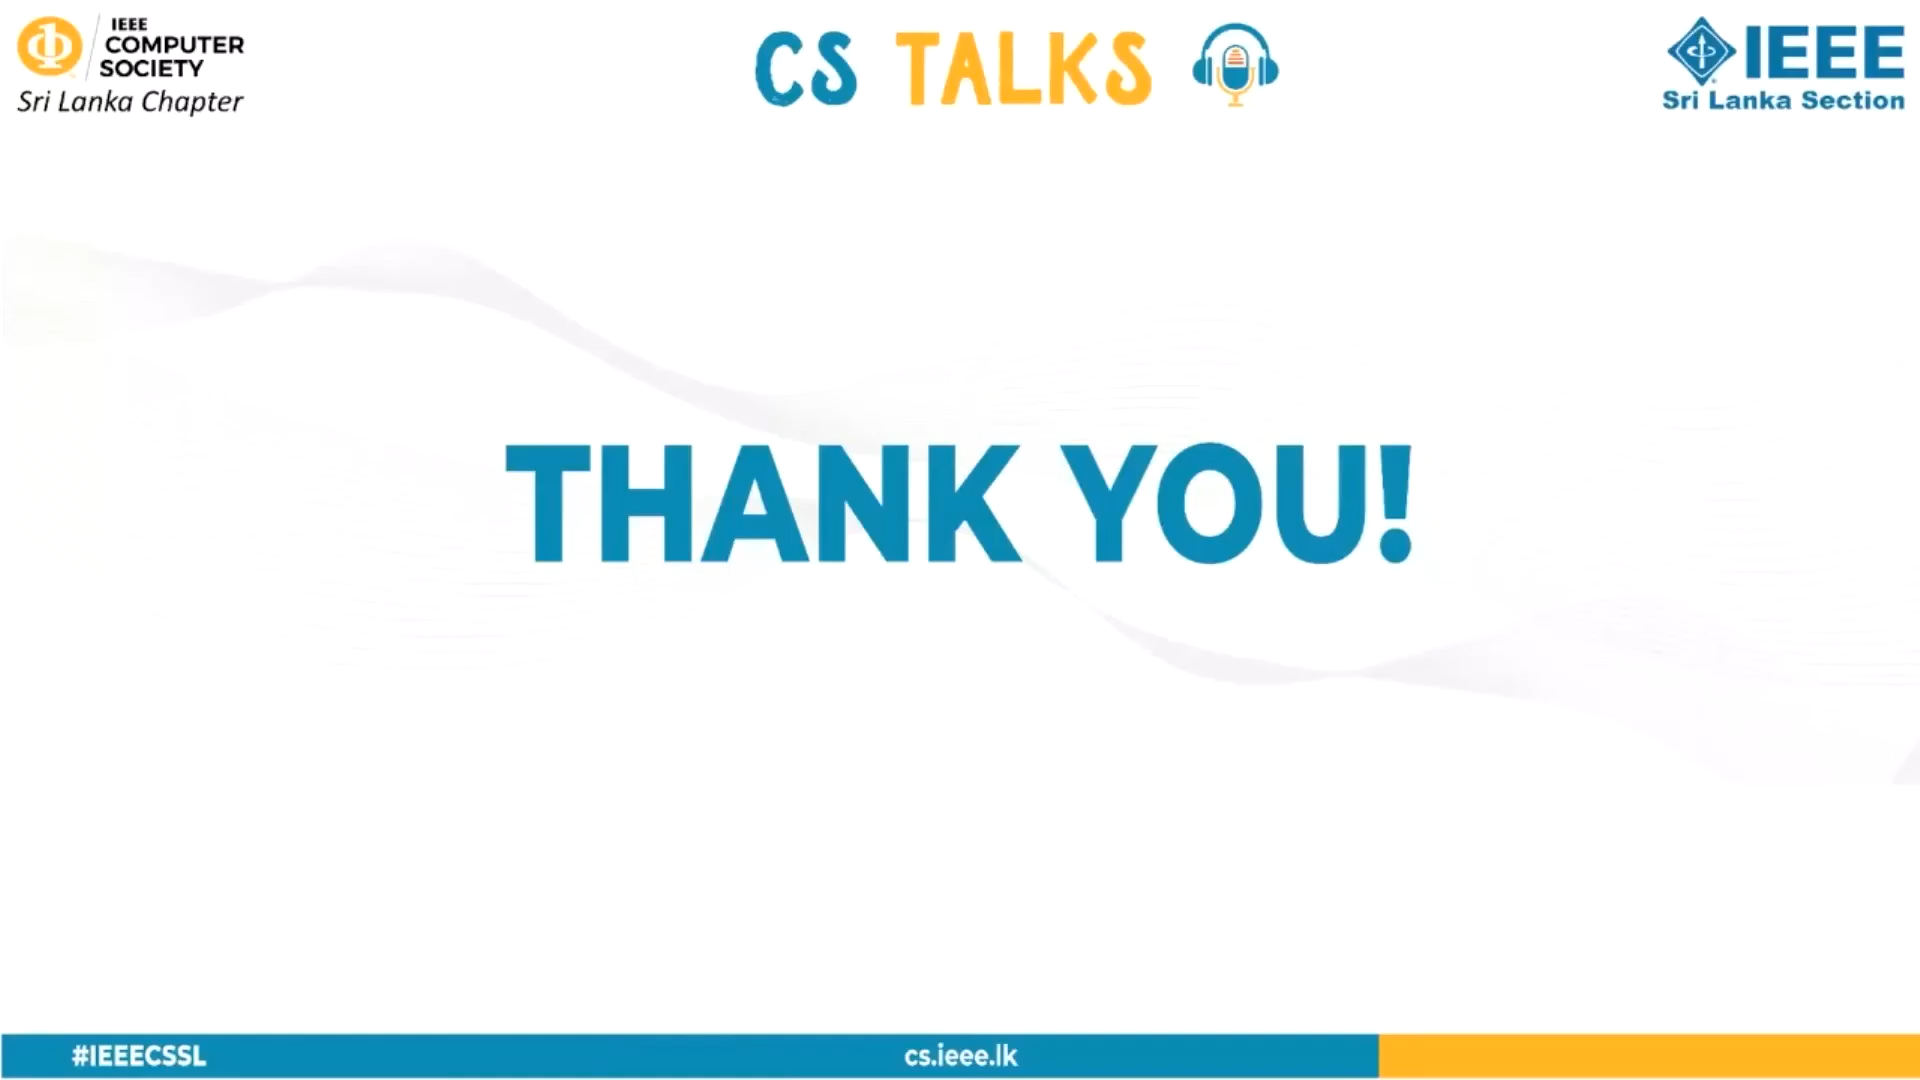 IEEE
COMPUTER
SOCIETY
Sri Lanka Chapter
CS TALKS
IEEE
Sri Lanka Section
THANK YOU!
#IEEECSSL
cs.ieee.lk